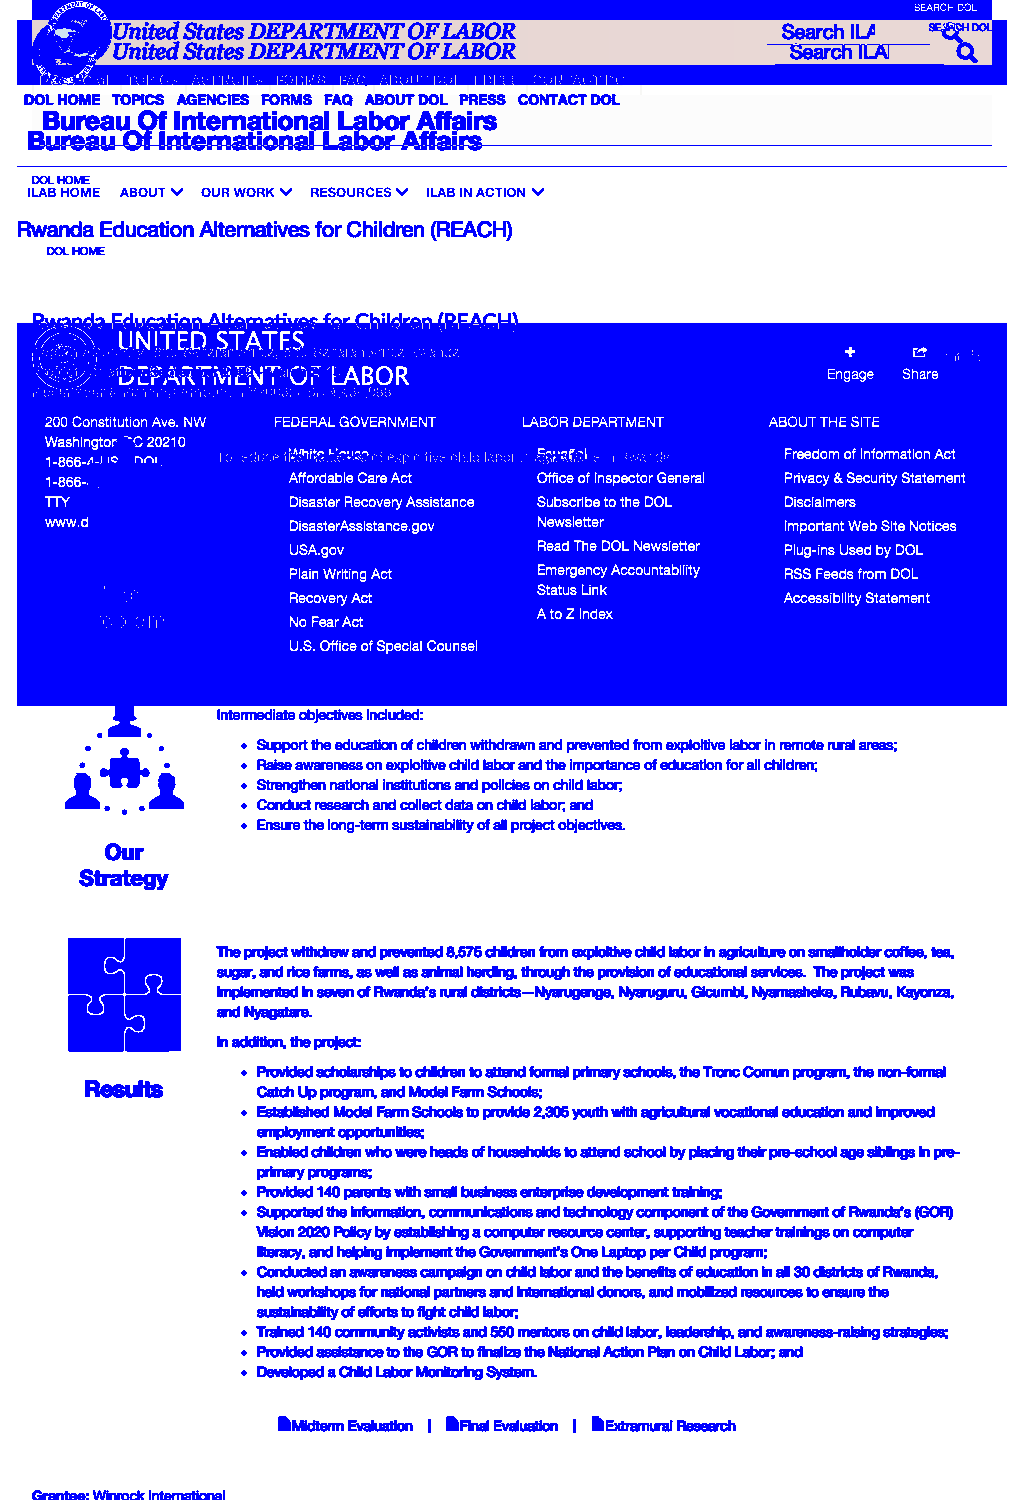 SEARCH DOL
United States DEPARTMENT OF LABOR
Search ILA
SEARCH DOL
United States DEPARTMENT OF LABOR
Search ILA
TOPICS AGENCIES FORMS FAQ ABOUT DOL
DOL HOME TOPICS AGENCIES FORMS FAQ ABOUT DOL PRESS CONTACT DOL
Bureau Of International Labor Affairs
Bureau Of International Labor Affairs
DOL HOME
ILAB HOME ABOUT OUR WORK RESOURCES ILAB IN ACTION
Rwanda Education Alternatives for Children (REACH)
DOL HOME
Rwanda Education Alternatives for Children (REACH)
UNITED STATES
DEPARTMENT OF LABOR
Engage Share
200 Constitution Ave. NW
Washington DC 20210
1-866-4-US DOL
1-866-
TTY
www.d
FEDERAL GOVERNMENT
White House
Affordable Care Act
Disaster Recovery Assistance
DisasterAssistance.gov
USA.gov
Plain Writing Act
Recovery Act
No Fear Act
U.S. Office of Special Counsel
LABOR DEPARTMENT
Español
Office of Inspector General
Subscribe to the DOL
Newsletter
Read The DOL Newsletter
Emergency Accountability
Status Link
A to Z Index
ABOUT THE SITE
Freedom of Information Act
Privacy & Security Statement
Disclaimers
Important Web Site Notices
Plug-ins Used by DOL
RSS Feeds from DOL
Accessibility Statement
Our
Strategy
Intermediate objectives included:
• Support the education of children withdrawn and prevented from exploitive labor in remote rural areas;
• Raise awareness on exploitive child labor and the importance of education for all children;
• Strengthen national institutions and policies on child labor;
• Conduct research and collect data on child labor; and
• Ensure the long-term sustainability of all project objectives.
Results
The project withdrew and prevented 8,575 children from exploitive child labor in agriculture on smallholder coffee, tea,
sugar, and rice farms, as well as animal herding, through the provision of educational services. The project was
implemented in seven of Rwanda's rural districts—Nyarugenge, Nyaruguru, Gicumbi, Nyamasheke, Rubavu, Kayonza,
and Nyagatare.
In addition, the project:
• Provided scholarships to children to attend formal primary schools, the Tronc Comun program, the non-formal
Catch Up program, and Model Farm Schools;
• Established Model Farm Schools to provide 2,305 youth with agricultural vocational education and improved
employment opportunities;
• Enabled children who were heads of households to attend school by placing their pre-school age siblings in pre-
primary programs;
• Provided 140 parents with small business enterprise development training;
• Supported the information, communications and technology component of the Government of Rwanda's (GOR)
Vision 2020 Policy by establishing a computer resource center, supporting teacher trainings on computer
literacy, and helping implement the Government's One Laptop per Child program;
• Conducted an awareness campaign on child labor and the benefits of education in all 30 districts of Rwanda,
held workshops for national partners and international donors, and mobilized resources to ensure the
sustainability of efforts to fight child labor;
• Trained 140 community activists and 550 mentors on child labor, leadership, and awareness-raising strategies;
• Provided assistance to the GOR to finalize the National Action Plan on Child Labor; and
• Developed a Child Labor Monitoring System.
Midterm Evaluation | Final Evaluation | Extramural Research
Grantee: Winrock International